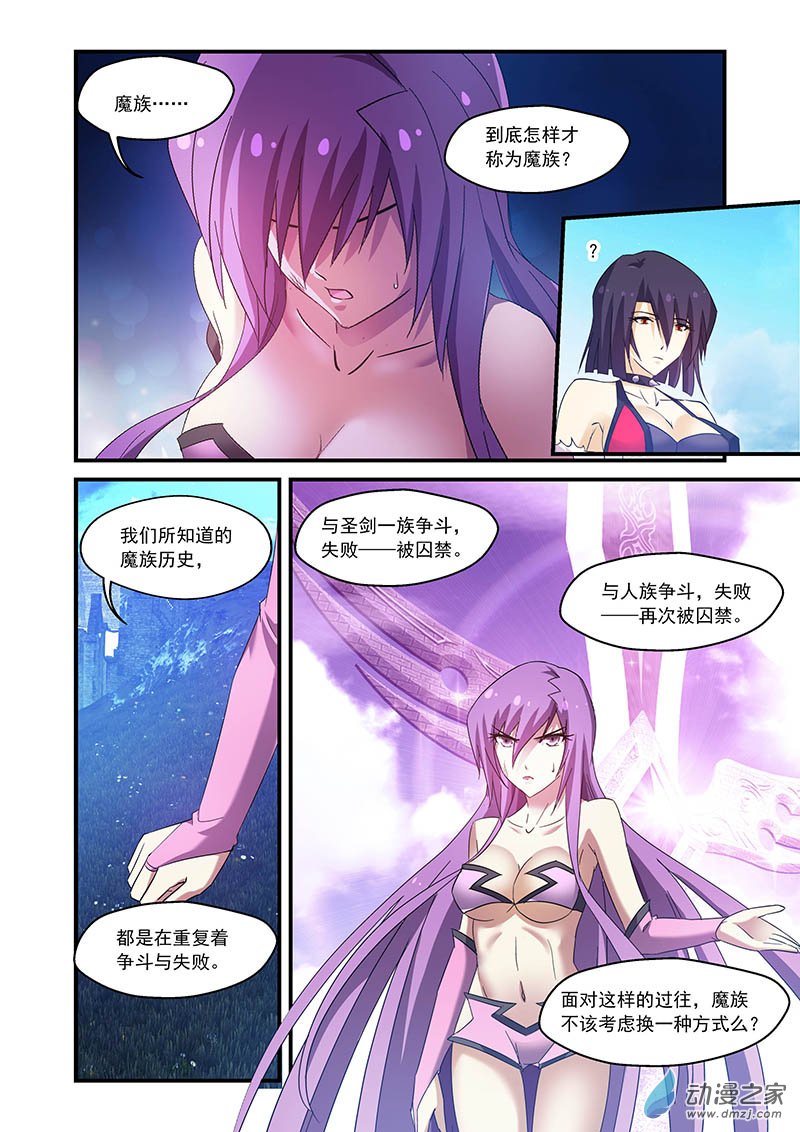 魔族……
到底怎样才
称为魔族？
？
我们所知道的
魔族历史，
都是在重复着
争斗与失败。
与圣剑一族争斗，
失败——被囚禁。
与人族争斗，失败
——再次被囚禁。
面对这样的过往，魔族
不该考虑换一种方式么？
动漫之家
www.dmzj.com